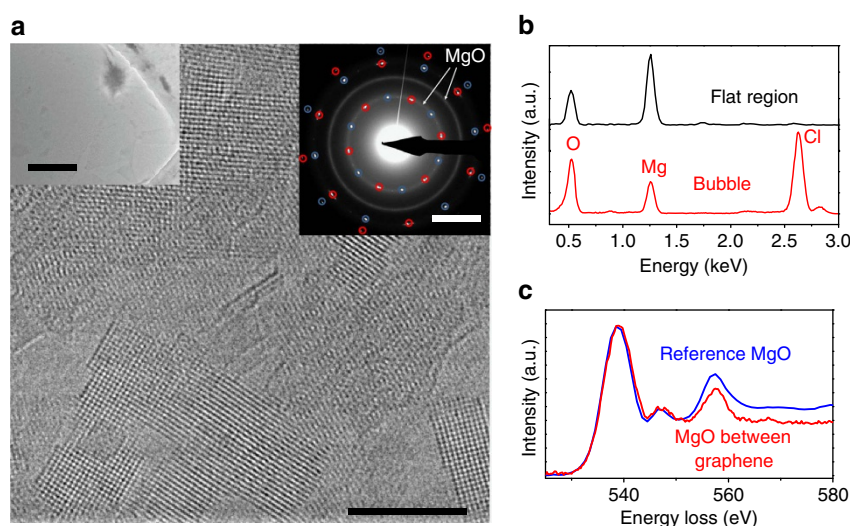 a
MgO
b
Intensity (a.u.)
Flat region
O
Mg
Bubble
Cl
0.5 1.0 1.5 2.0 2.5 3.0
Energy (keV)
c
Intensity (a.u.)
Reference MgO
MgO between
graphene
540 560 580
Energy loss (eV)